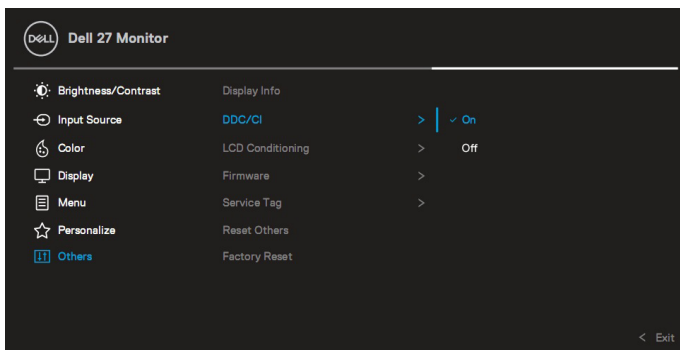 DELL Dell 27 Monitor
Brightness/Contrast Display Info
Input Source DDC/CI > ✓ On
Color LCD Conditioning > Off
Display Firmware >
Menu Service Tag >
Personalize Reset Others
Others Factory Reset
< Exit